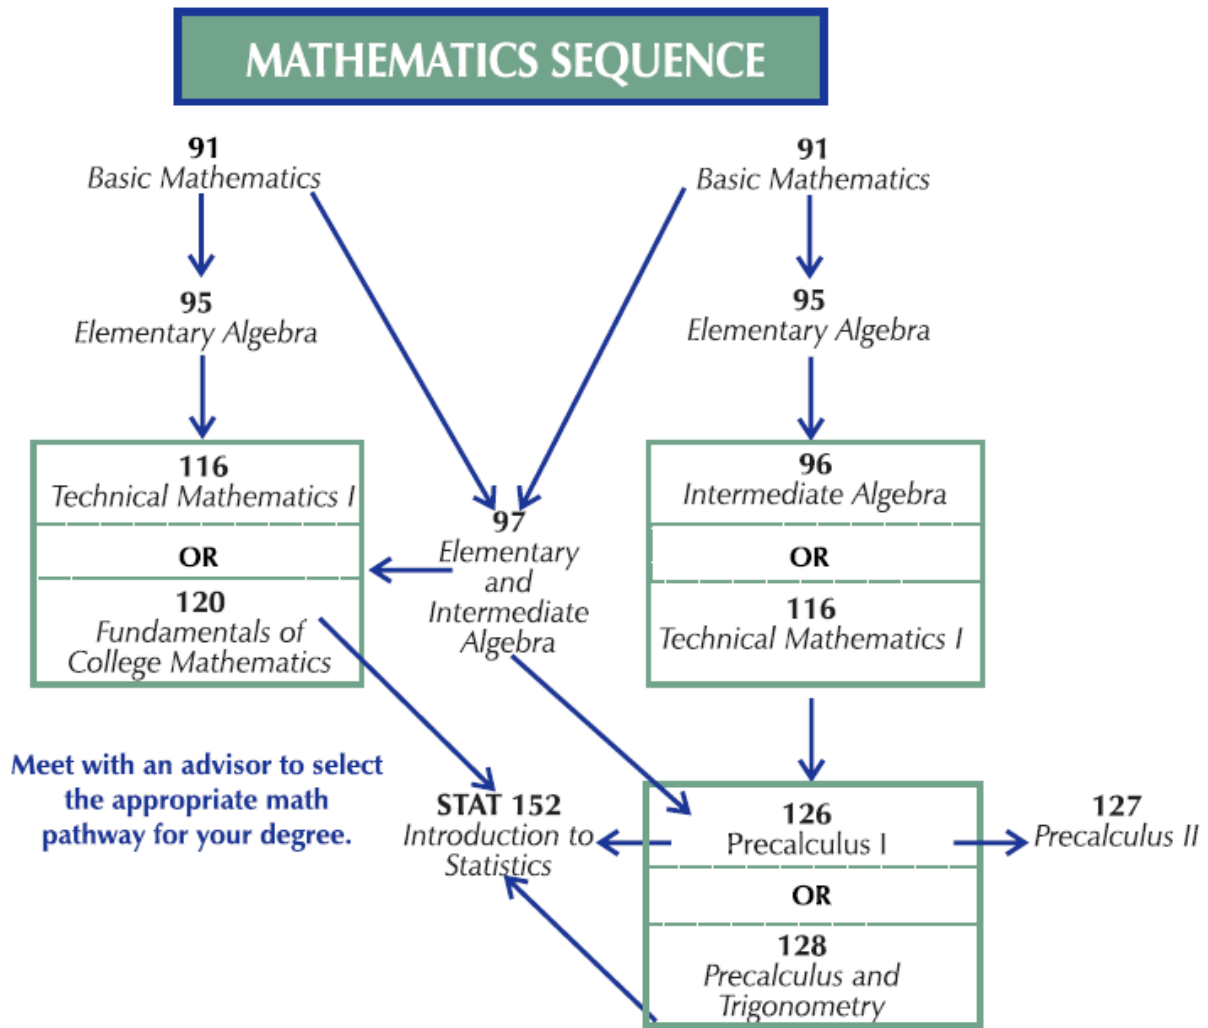 MATHEMATICS SEQUENCE
91
Basic Mathematics
91
Basic Mathematics
95
Elementary Algebra
95
Elementary Algebra
116
Technical Mathematics I
OR
120
Fundamentals of
College Mathematics
97
Elementary
and
Intermediate
Algebra
96
Intermediate Algebra
OR
116
Technical Mathematics I
Meet with an advisor to select
the appropriate math
pathway for your degree.
STAT 152
Introduction to
Statistics
126
Precalculus I
OR
128
Precalculus and
Trigonometry
127
Precalculus II